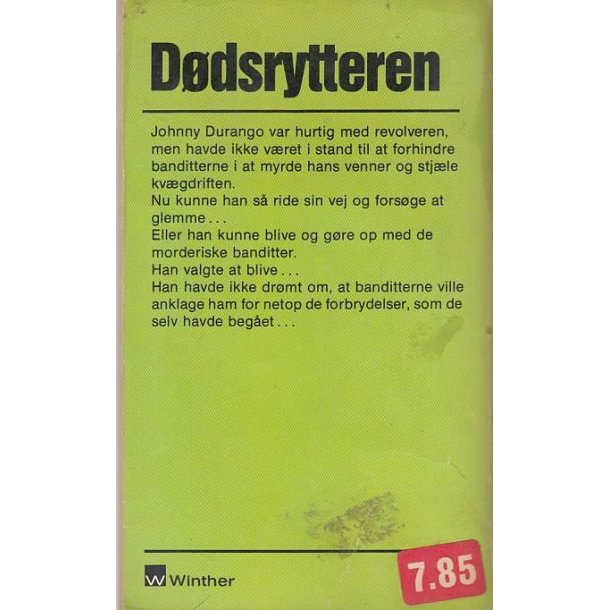 Dødsrytteren
Johnny Durango var hurtig med revolveren,
men havde ikke været i stand til at forhindre
banditterne i at myrde hans venner og stjæle
kvægdriften.
Nu kunne han så ride sin vej og forsøge at
glemme...
Eller han kunne blive og gøre op med de
morderiske banditter.
Han valgte at blive...
Han havde ikke drømt om, at banditterne ville
anklage ham for netop de forbrydelser, som de
selv havde begået...
W Winther
7.85